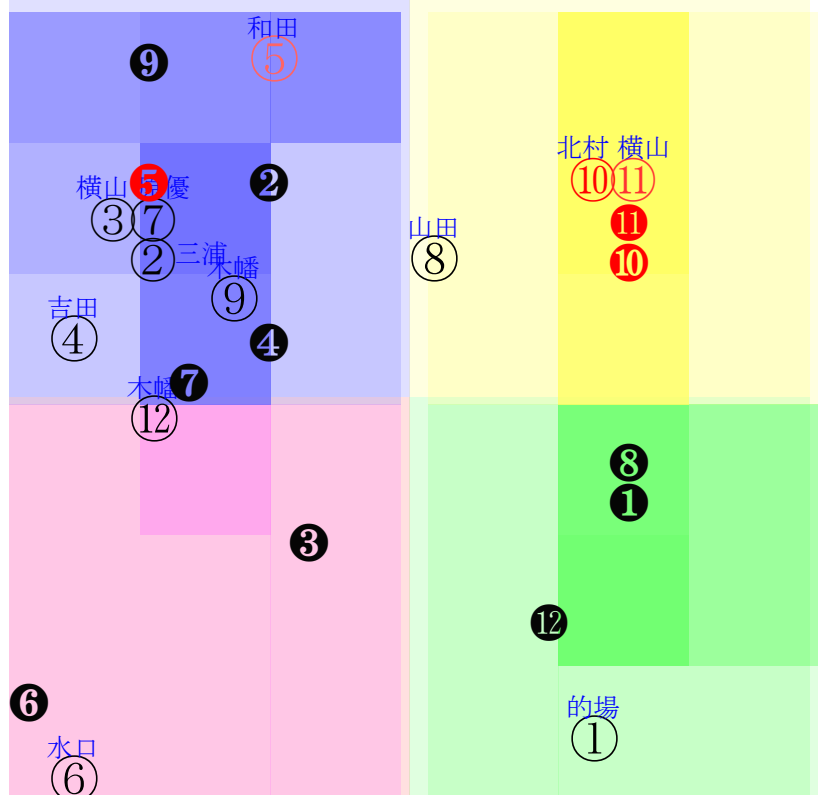 和田
❾ ⑤
北村 横山
横山 ❺ 優 ❷ ⑩ ⑪
③ ⑦ ⓫
山田
② 三浦 ⑧ ❿
木幡
⑨
吉田
④ ❹
木幡 ❼
⑫
❽
❶
❸
⓬
❻
的場
水口 ①
⑥